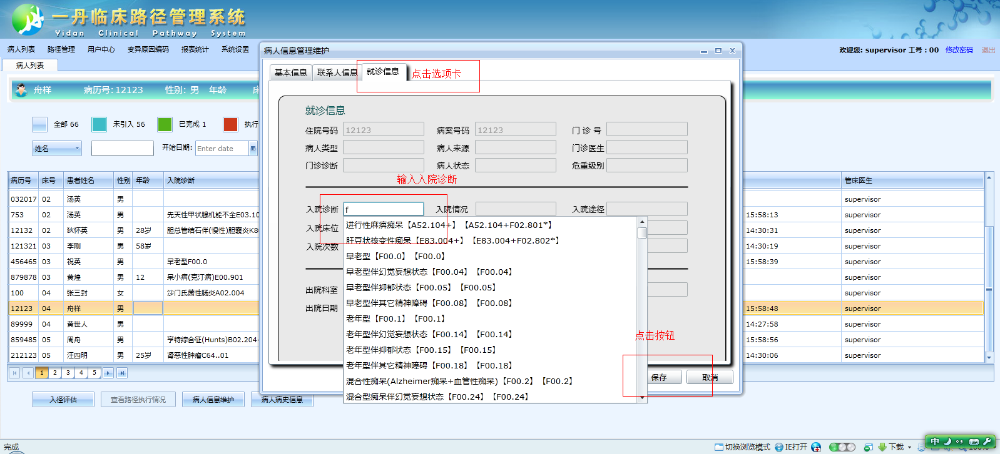 一丹临床路径管理系统
Yidan Clinical Pathway System
病人列表 路径管理 用户中心 变异原因编码 报表统计 系统设置
欢迎您: supervisor 工号：00 修改密码 退出
病人列表
舟样 病历号: 12123 性别: 男 年龄 床
全部 66 未引入 56 已完成 1 执行
姓名 开始日期: Enter date
病历号 床号 患者姓名 性别 年龄 入院诊断 管床医生
032017 02 汤英 男 supervisor
753 02 汤英 男 先天性甲状腺机能不全E03.10 15:58:13 supervisor
12132 02 狄怀英 男 28岁 胆总管结石伴(慢性)胆囊炎K8 14:30:31 supervisor
121321 03 李刚 男 58岁 14:30:19 supervisor
456465 03 祝英 男 早老型F00.0 15:58:39 supervisor
879878 03 黄煌 男 12 呆小病(克汀病)E00.901 supervisor
100 04 张三封 女 沙门氏菌性肠炎A02.004 supervisor
12123 04 舟样 男 15:58:48 supervisor
89999 04 黄世人 男 14:27:58 supervisor
859485 05 周舟 男 亨特综合征(Hunts)B02.204- 15:58:56 supervisor
212123 05 汪四明 男 25岁 肾恶性肿瘤C64..01 14:30:06 supervisor
1 2 3 4 5
入径评估 查看路径执行情况 病人信息维护 病人病史信息
病人信息管理维护
基本信息 联系人信息 就诊信息 点击选项卡
就诊信息
住院号码 12123 病案号码 12123 门 诊 号
病人类型 病人来源 门诊医生
门诊诊断 病人状态 危重级别
输入入院诊断
入院诊断 f 入院情况 入院途径
入院床位
入院次数
出院科室
出院日期
进行性麻痹痴呆【A52.104+】【A52.104+F02.801*】
肝豆状核变性痴呆【E83.004+】【E83.004+F02.802*】
早老型【F00.0】【F00.0】
早老型伴幻觉妄想状态【F00.04】【F00.04】
早老型伴抑郁状态【F00.05】【F00.05】
早老型伴其它精神障碍【F00.08】【F00.08】
老年型【F00.1】【F00.1】
老年型伴幻觉妄想状态【F00.14】【F00.14】
老年型伴抑郁状态【F00.15】【F00.15】
老年型伴其它精神障碍【F00.18】【F00.18】
混合性痴呆(Alzheimer痴呆+血管性痴呆)【F00.2】【F00.2】
混合型痴呆伴幻觉妄想状态【F00.24】【F00.24】
点击按钮
保存 取消
完成 切换浏览模式 IE打开 下载
中